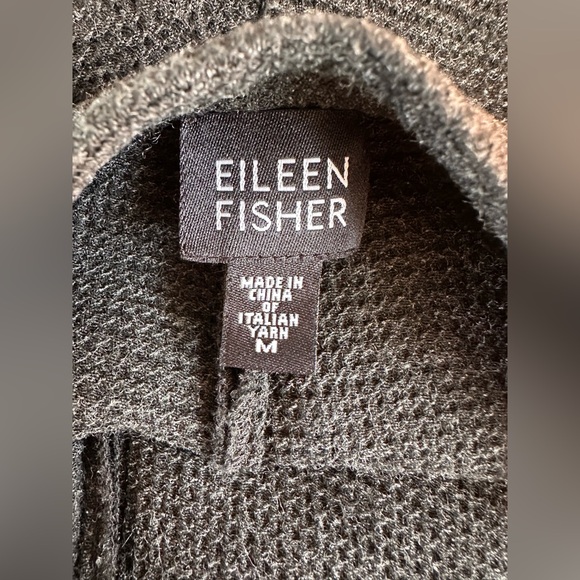 EILEEN
FISHER
MADE IN
CHINA
OF
ITALIAN
YARN
M